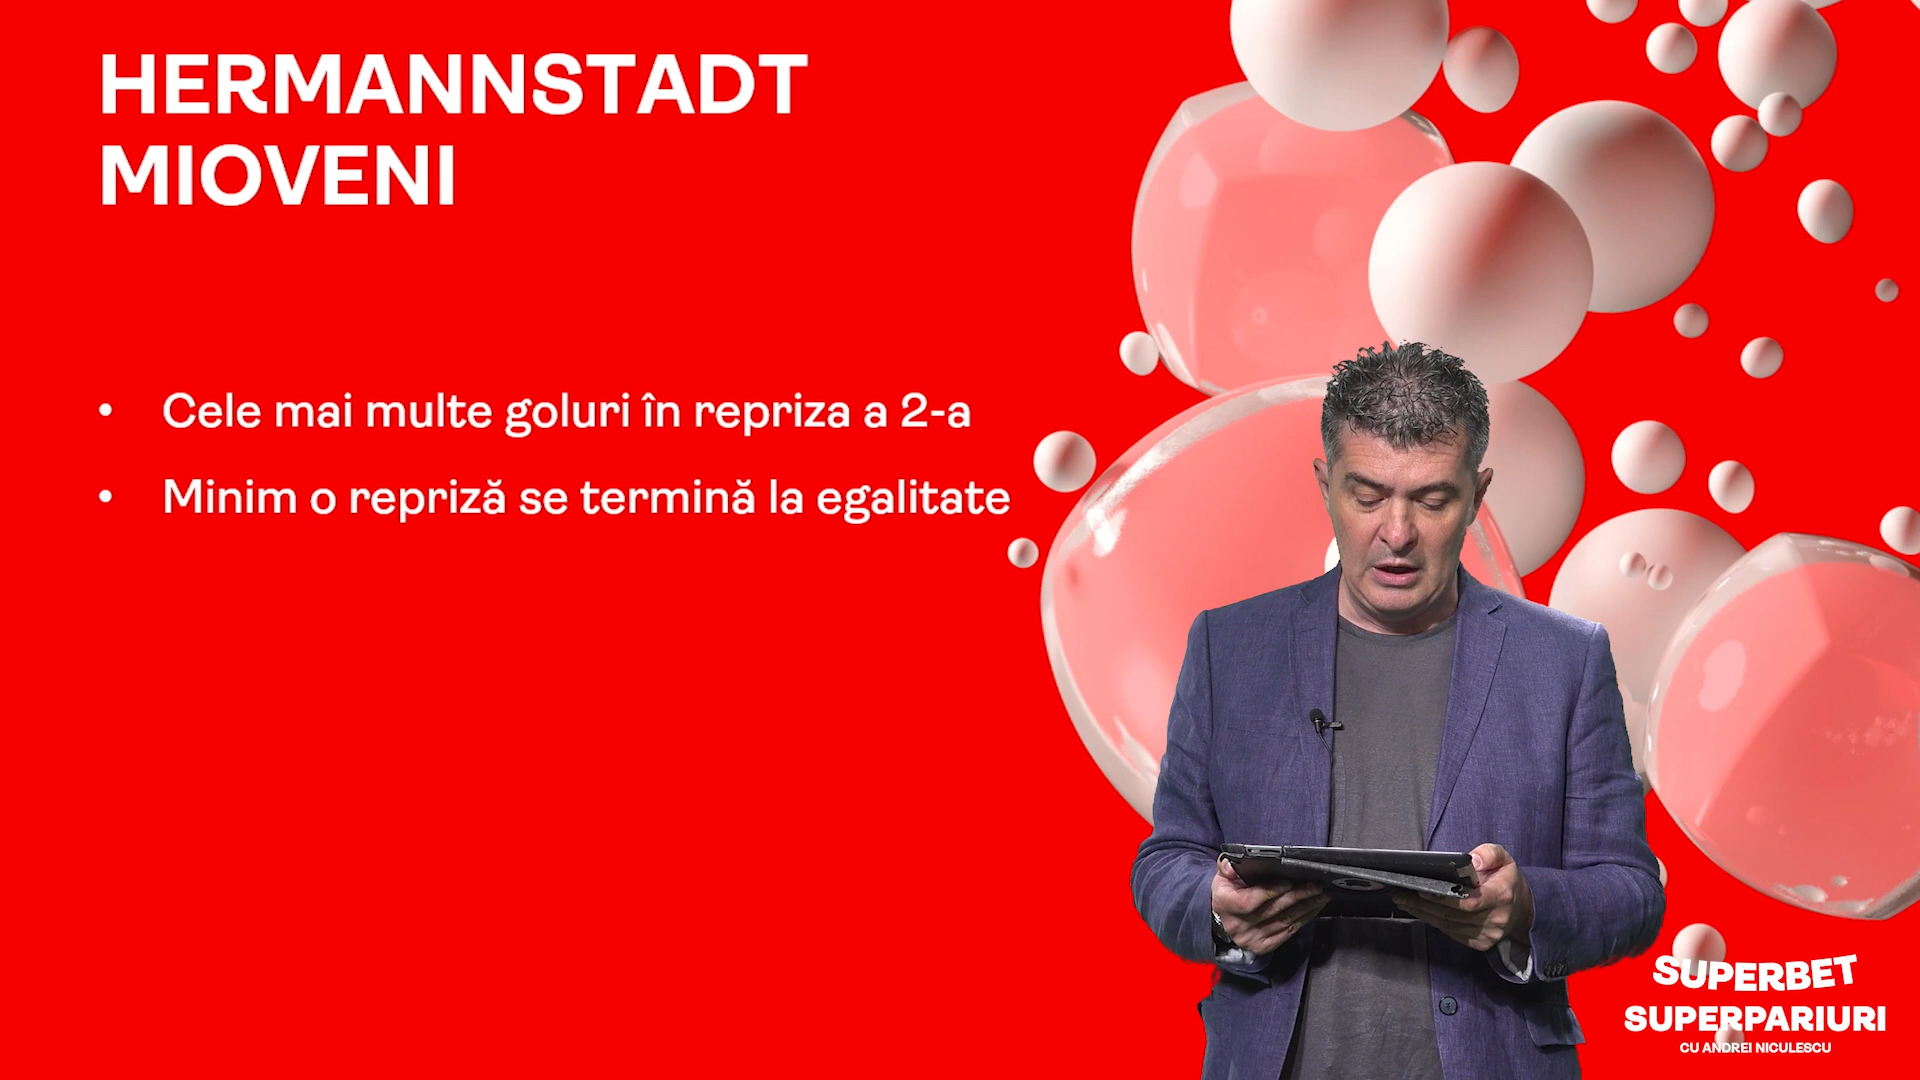 HERMANNSTADT
MIOVENI
• Cele mai multe goluri în repriza a 2-a
• Minim o repriză se termină la egalitate
SUPERBET
SUPERPARIURI
CU ANDREI NICULESCU